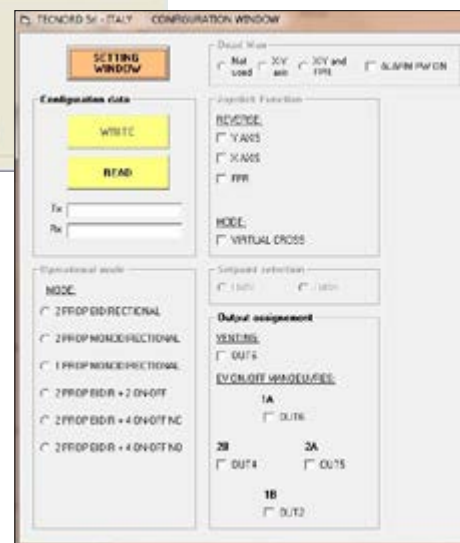 TECNORD Srl - ITALY CONFIGURATION WINDOW
SETTING
WINDOW
Dead Man
Not used
X/Y axis
X/Y and FPR
ALARM PW ON
Configuration data
WRITE
READ
Tx
Rx
Joystick Function
REVERSE:
Y AXIS
X AXIS
FPR
MODE:
VIRTUAL CROSS
Operational mode
MODE:
2 PROP BIDIRECTIONAL
2 PROP MONODIRECTIONAL
1 PROP MONODIRECTIONAL
2 PROP BIDIR + 2 ON-OFF
2 PROP BIDIR + 4 ON-OFF NC
2 PROP BIDIR + 4 ON-OFF NO
Setpoint selection
Output assignement
VENTING:
OUT6
EV ON/OFF MANOEUVRES:
1A
OUT6
2B
2A
OUT4
OUT5
1B
OUT2